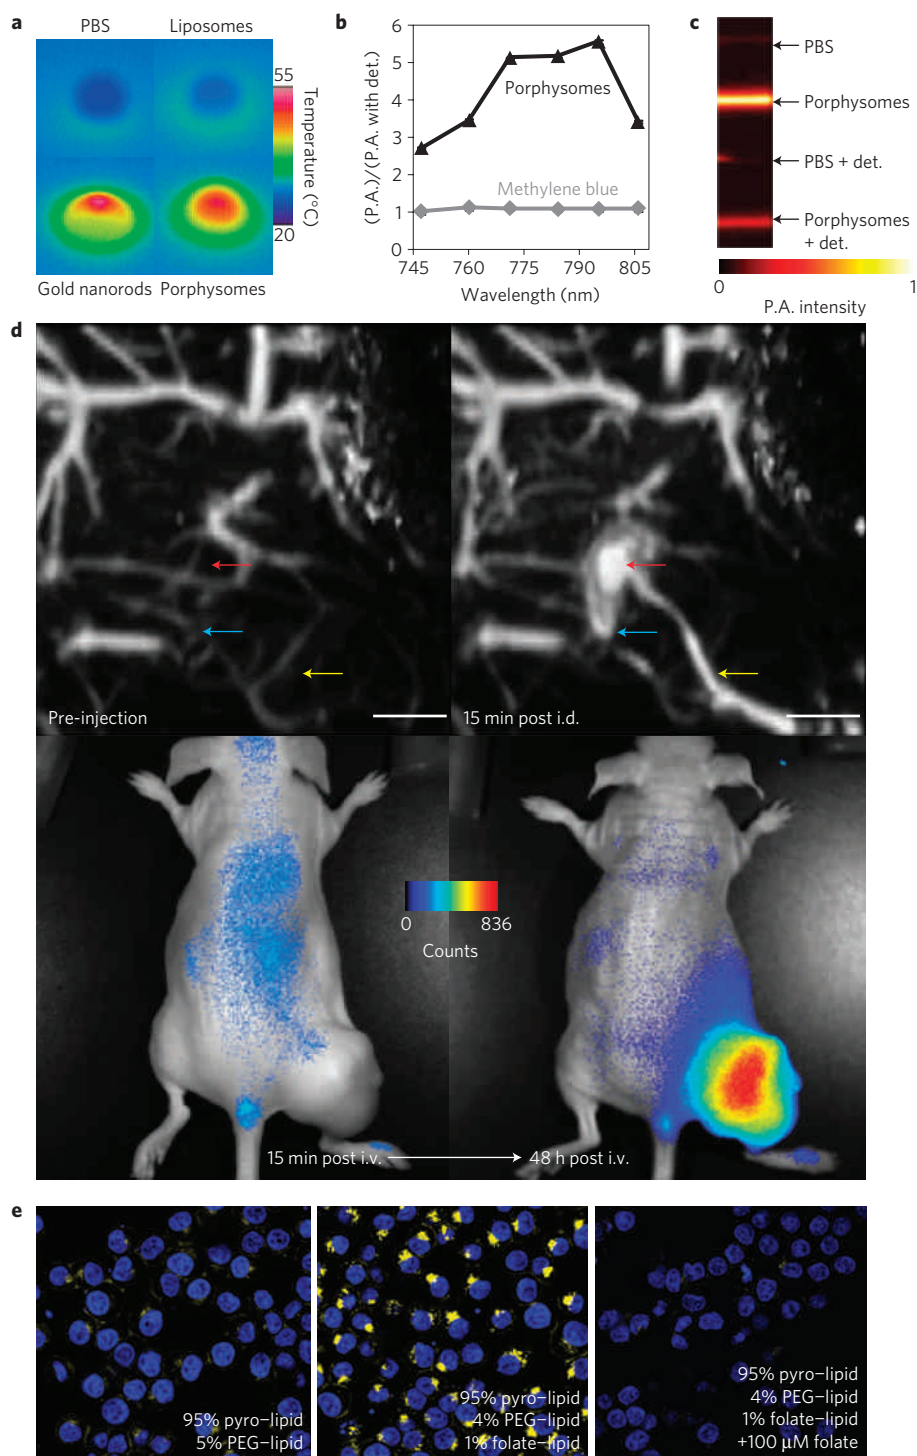 a
PBS
Liposomes
55
Temperature (°C)
20
Gold nanorods
Porphysomes
b
(P.A.)/(P.A. with det.)
6
5
4
3
2
1
0
Porphysomes
Methylene blue
745
760
775
790
805
Wavelength (nm)
c
PBS
Porphysomes
PBS + det.
Porphysomes
+ det.
0
1
P.A. intensity
d
Pre-injection
15 min post i.d.
0
836
Counts
15 min post i.v.
48 h post i.v.
e
95% pyro–lipid
5% PEG–lipid
95% pyro–lipid
4% PEG–lipid
1% folate–lipid
95% pyro–lipid
4% PEG–lipid
1% folate–lipid
+100 μM folate